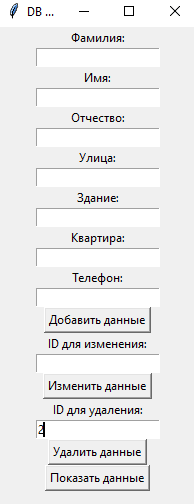 DB ...
Фамилия:
Имя:
Отчество:
Улица:
Здание:
Квартира:
Телефон:
Добавить данные
ID для изменения:
Изменить данные
ID для удаления:
2
Удалить данные
Показать данные